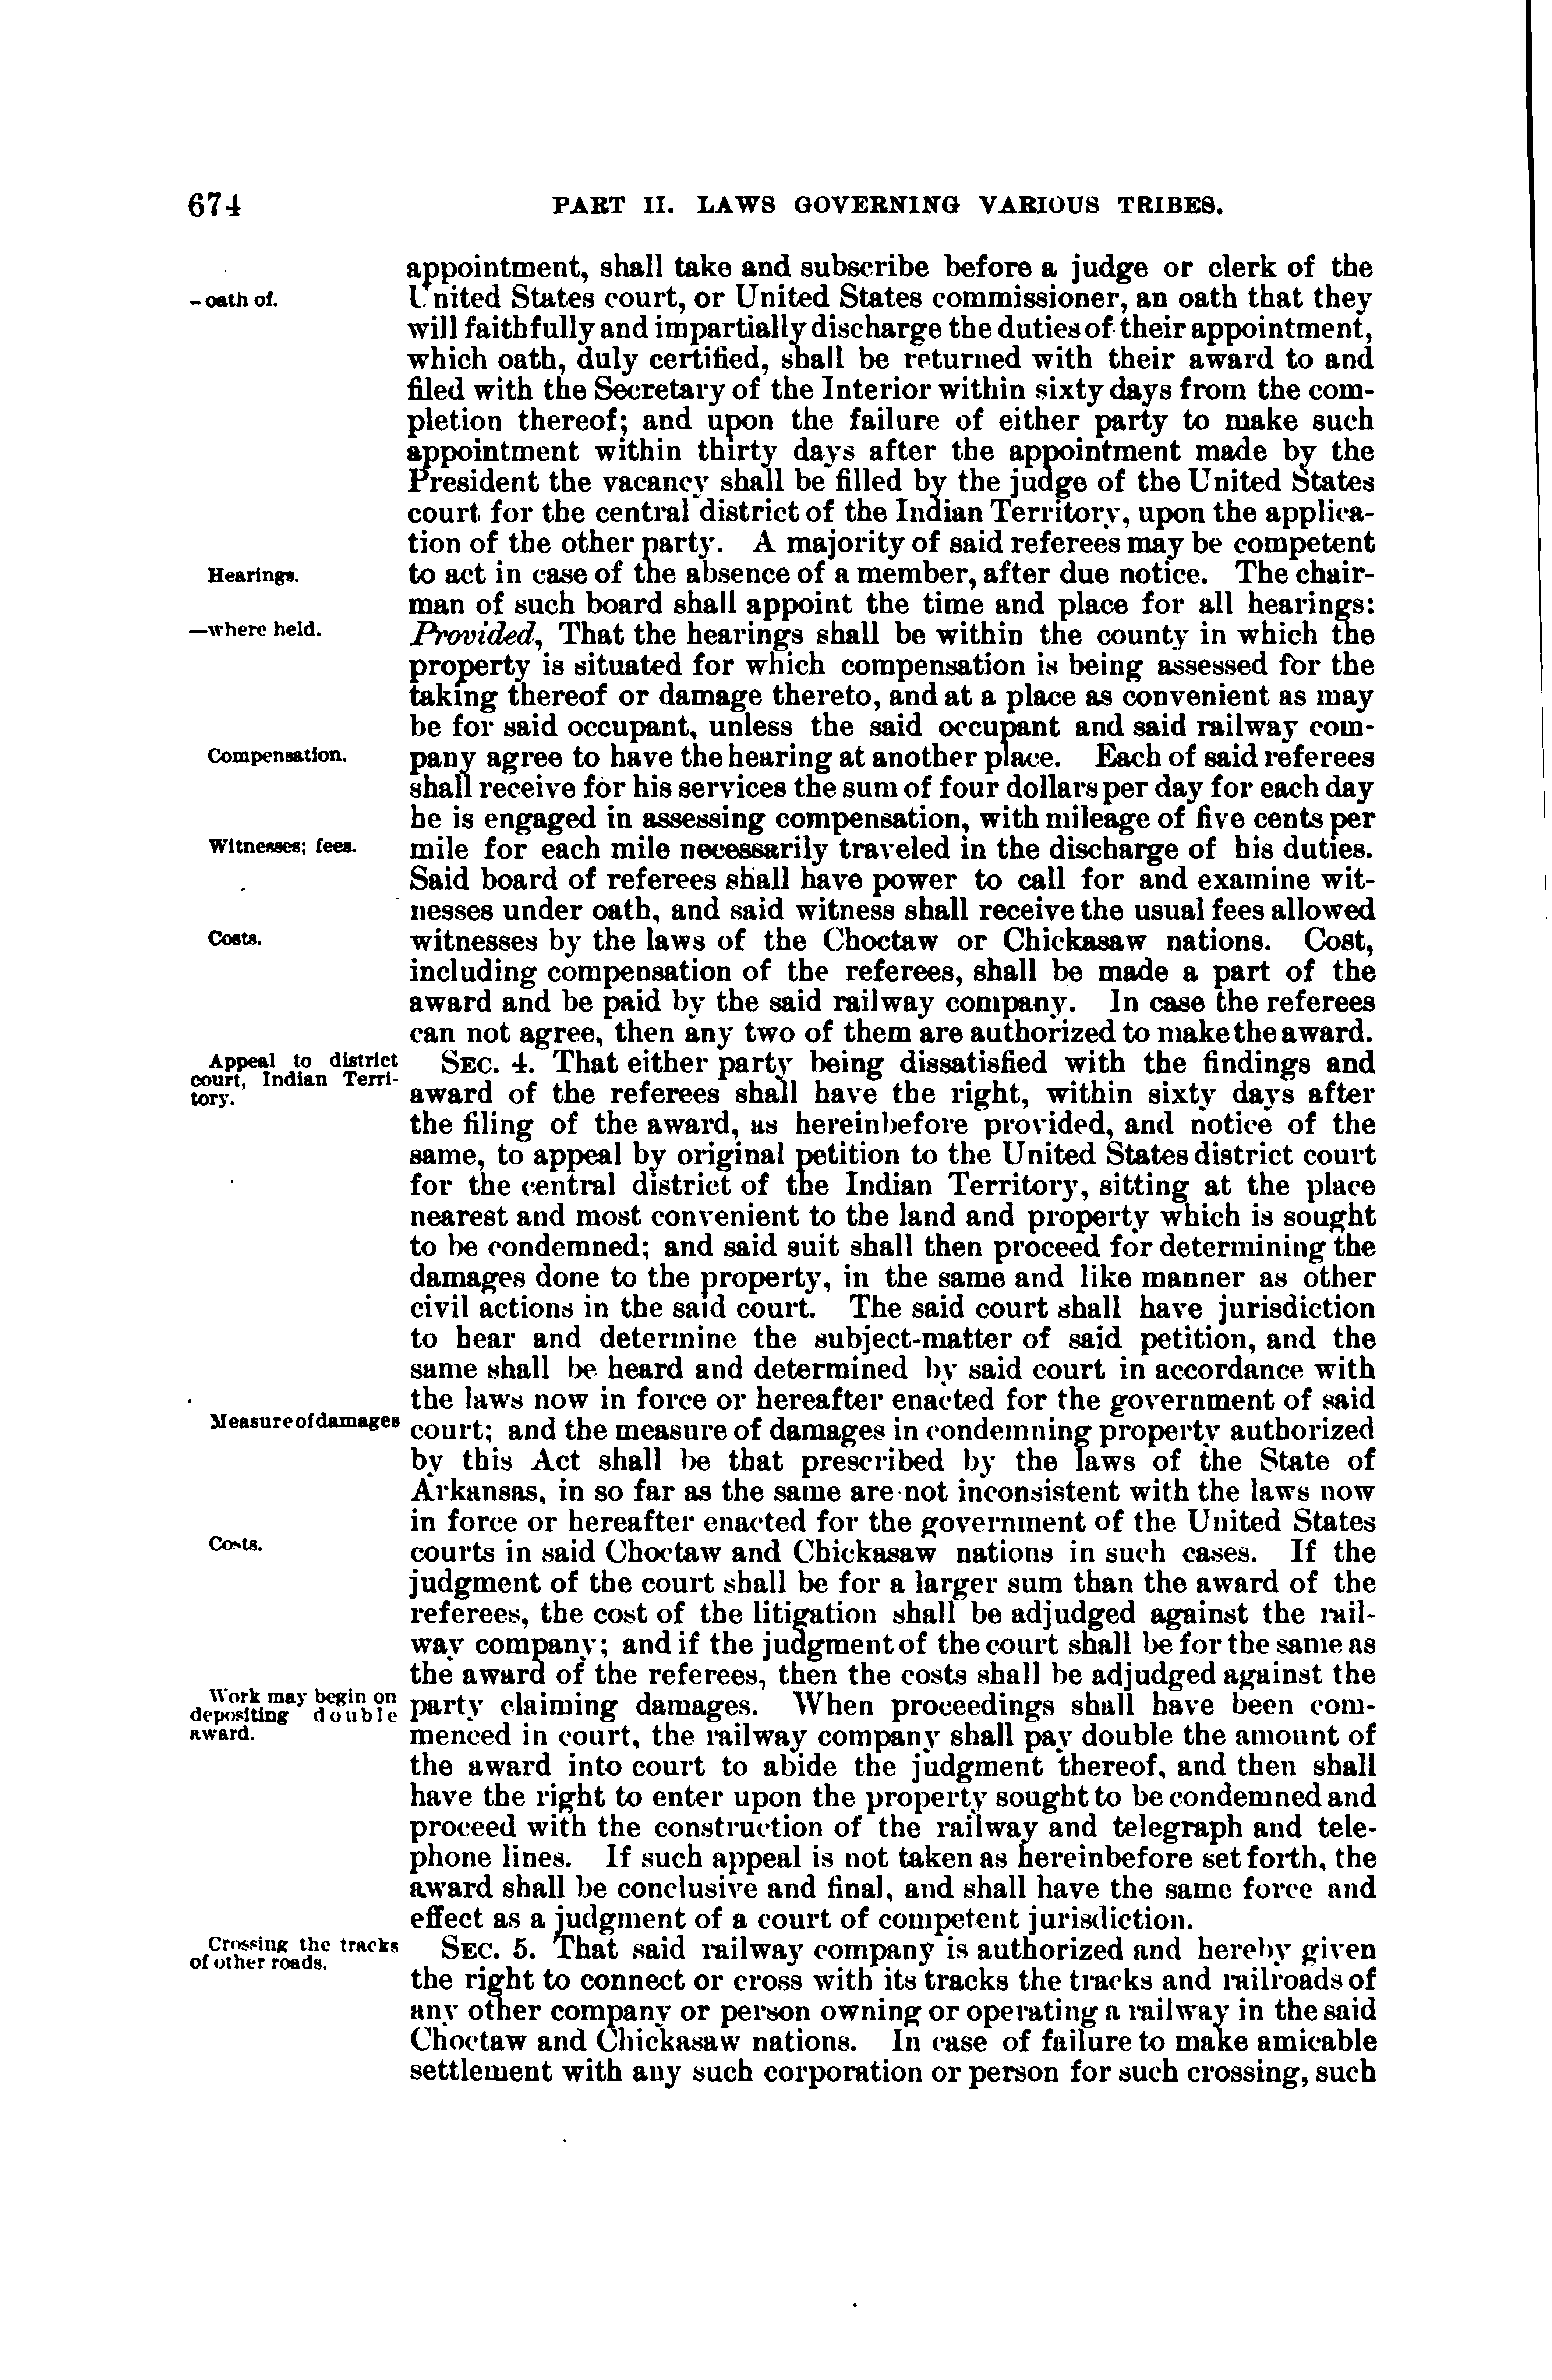 674 PART II. LAWS GOVERNING VARIOUS TRIBES.
appointment, shall take and subscribe before a judge or clerk of the
- oath of.
United States court, or United States commissioner, an oath that they
will faithfully and impartially discharge the duties of their appointment,
which oath, duly certified, shall be returned with their award to and
filed with the Secretary of the Interior within sixty days from the com-
pletion thereof; and upon the failure of either party to make such
appointment within thirty days after the appointment made by the
President the vacancy shall be filled by the judge of the United States
court for the central district of the Indian Territory, upon the applica-
tion of the other party. A majority of said referees may be competent
Hearings.
to act in case of the absence of a member, after due notice. The chair-
man of such board shall appoint the time and place for all hearings:
—where held.
Provided, That the hearings shall be within the county in which the
property is situated for which compensation is being assessed for the
taking thereof or damage thereto, and at a place as convenient as may
be for said occupant, unless the said occupant and said railway com-
Compensation.
pany agree to have the hearing at another place. Each of said referees
shall receive for his services the sum of four dollars per day for each day
he is engaged in assessing compensation, with mileage of five cents per
Witnesses; fees.
mile for each mile necessarily traveled in the discharge of his duties.
Said board of referees shall have power to call for and examine wit-
nesses under oath, and said witness shall receive the usual fees allowed
Costs.
witnesses by the laws of the Choctaw or Chickasaw nations. Cost,
including compensation of the referees, shall be made a part of the
award and be paid by the said railway company. In case the referees
can not agree, then any two of them are authorized to make the award.
Appeal to district
court, Indian Terri-
tory.
SEC. 4. That either party being dissatisfied with the findings and
award of the referees shall have the right, within sixty days after
the filing of the award, as hereinbefore provided, and notice of the
same, to appeal by original petition to the United States district court
for the central district of the Indian Territory, sitting at the place
nearest and most convenient to the land and property which is sought
to be condemned; and said suit shall then proceed for determining the
damages done to the property, in the same and like manner as other
civil actions in the said court. The said court shall have jurisdiction
to hear and determine the subject-matter of said petition, and the
same shall be heard and determined by said court in accordance with
the laws now in force or hereafter enacted for the government of said
Measure of damages
court; and the measure of damages in condemning property authorized
by this Act shall be that prescribed by the laws of the State of
Arkansas, in so far as the same are not inconsistent with the laws now
in force or hereafter enacted for the government of the United States
Costs.
courts in said Choctaw and Chickasaw nations in such cases. If the
judgment of the court shall be for a larger sum than the award of the
referees, the cost of the litigation shall be adjudged against the rail-
way company; and if the judgment of the court shall be for the same as
the award of the referees, then the costs shall be adjudged against the
Work may begin on
depositing double
award.
party claiming damages. When proceedings shall have been com-
menced in court, the railway company shall pay double the amount of
the award into court to abide the judgment thereof, and then shall
have the right to enter upon the property sought to be condemned and
proceed with the construction of the railway and telegraph and tele-
phone lines. If such appeal is not taken as hereinbefore set forth, the
award shall be conclusive and final, and shall have the same force and
effect as a judgment of a court of competent jurisdiction.
Crossing the tracks
of other roads.
SEC. 5. That said railway company is authorized and hereby given
the right to connect or cross with its tracks the tracks and railroads of
any other company or person owning or operating a railway in the said
Choctaw and Chickasaw nations. In case of failure to make amicable
settlement with any such corporation or person for such crossing, such